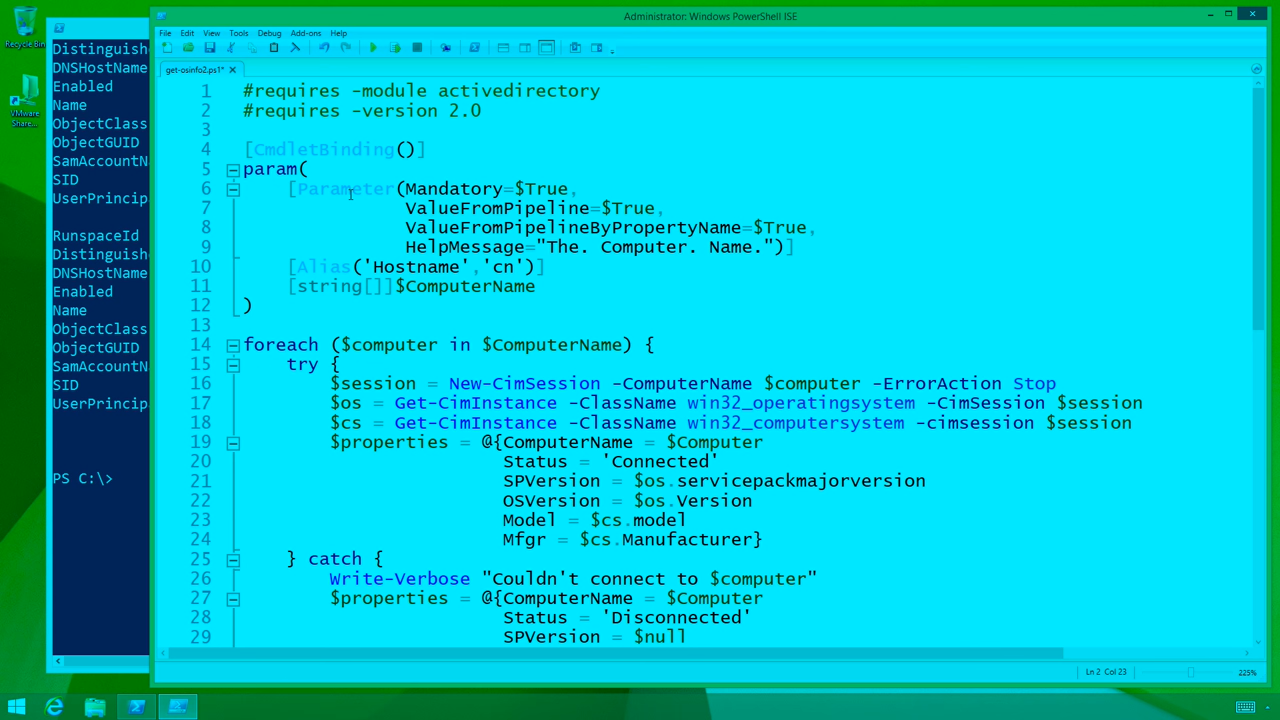 Administrator: Windows PowerShell ISE
File Edit View Tools Debug Add-ons Help
get-osinfo2.ps1*
1 #requires -module activedirectory
2 #requires -version 2.0
3
4 [CmdletBinding()]
5 param(
6 [Parameter(Mandatory=$True,
7 ValueFromPipeline=$True,
8 ValueFromPipelineByPropertyName=$True,
9 HelpMessage="The. Computer. Name.")]
10 [Alias('Hostname','cn')]
11 [string[]]$ComputerName
12 )
13
14 foreach ($computer in $ComputerName) {
15 try {
16 $session = New-CimSession -ComputerName $computer -ErrorAction Stop
17 $os = Get-CimInstance -ClassName win32_operatingsystem -CimSession $session
18 $cs = Get-CimInstance -ClassName win32_computersystem -cimsession $session
19 $properties = @{ComputerName = $Computer
20 Status = 'Connected'
21 SPVersion = $os.servicepackmajorversion
22 OSVersion = $os.Version
23 Model = $cs.model
24 Mfgr = $cs.Manufacturer}
25 } catch {
26 Write-Verbose "Couldn't connect to $computer"
27 $properties = @{ComputerName = $Computer
28 Status = 'Disconnected'
29 SPVersion = $null
Ln 2 Col 23
225%
Recycle Bin
VMware
Share...
Distinguish
DNSHostName
Enabled
Name
ObjectClass
ObjectGUID
SamAccountN
SID
UserPrincip
RunspaceId
Distinguish
DNSHostName
Enabled
Name
ObjectClass
ObjectGUID
SamAccountN
SID
UserPrincip
PS C:\>